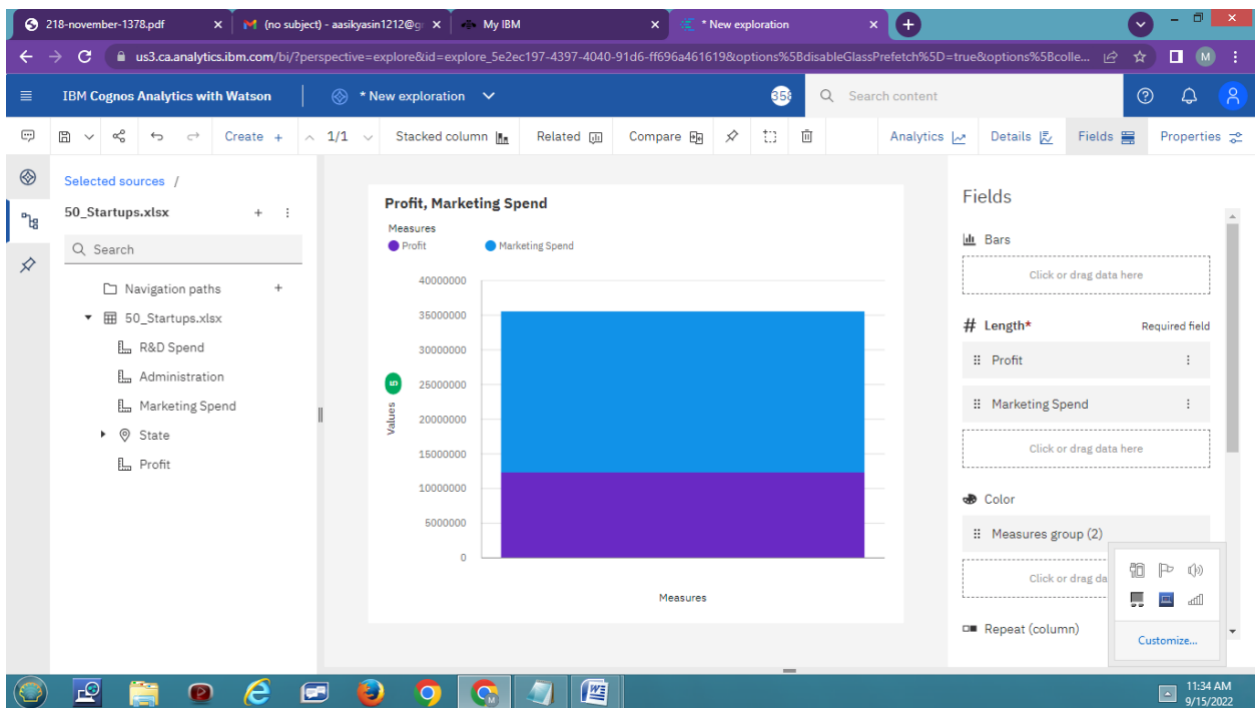 218-november-1378.pdf
(no subject) - aasikyasin1212@g
My IBM
* New exploration
us3.ca.analytics.ibm.com/bi/?perspective=explore&id=explore_5e2ec197-4397-4040-91d6-ff696a461619&options%5BdisableGlassPrefetch%5D=true&options%5Bcolle...
M
IBM Cognos Analytics with Watson
* New exploration
358
Search content
Create +
1/1
Stacked column
Related
Compare
Analytics
Details
Fields
Properties
Selected sources /
50_Startups.xlsx
Search
Navigation paths
50_Startups.xlsx
R&D Spend
Administration
Marketing Spend
State
Profit
Profit, Marketing Spend
Measures
Profit
Marketing Spend
40000000
35000000
30000000
25000000
20000000
15000000
10000000
5000000
0
Values
5
Measures
Fields
Bars
Click or drag data here
# Length*
Required field
Profit
Marketing Spend
Click or drag data here
Color
Measures group (2)
Click or drag da
Repeat (column)
Customize...
11:34 AM
9/15/2022